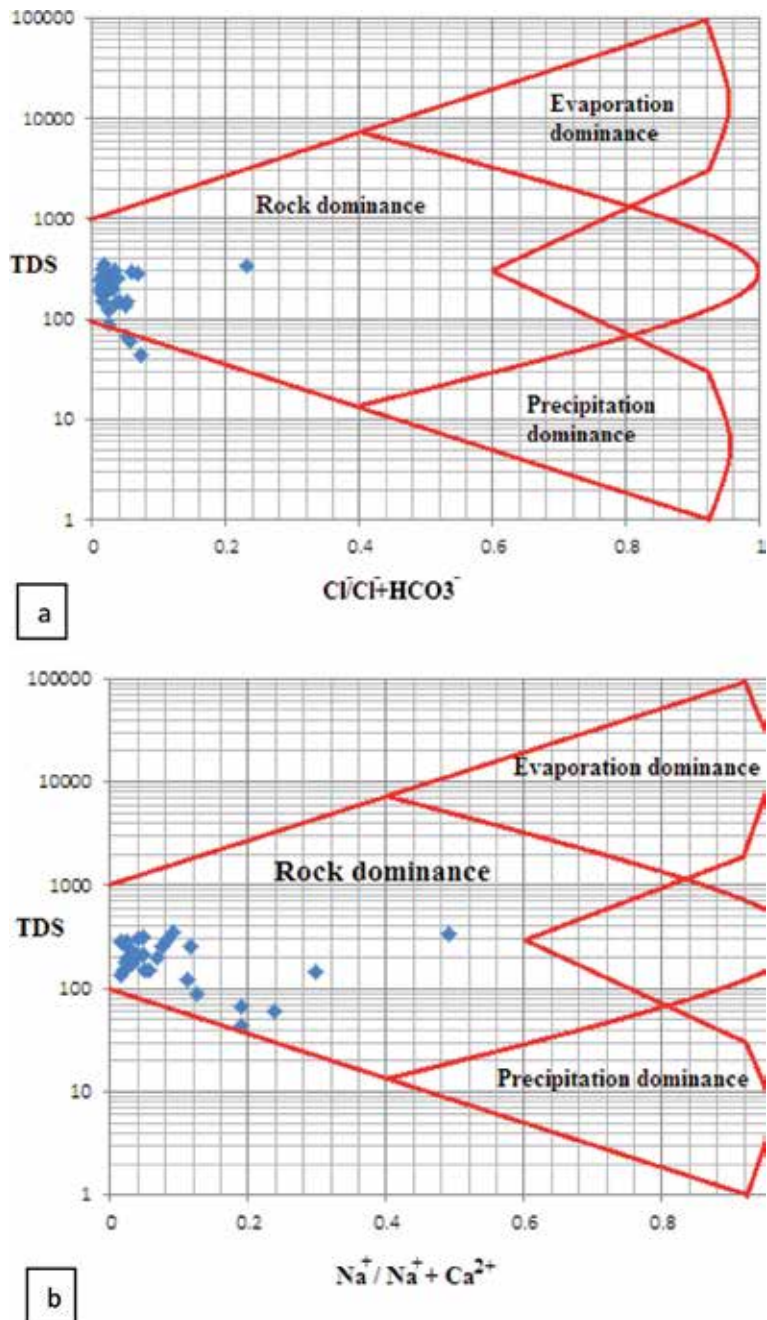 100000
10000
1000
TDS
100
10
1
Evaporation
dominance
Rock dominance
Precipitation
dominance
0 0.2 0.4 0.6 0.8 1
Cl⁻/Cl⁻+HCO3⁻
a
100000
10000
1000
TDS
100
10
1
Evaporation dominance
Rock dominance
Precipitation dominance
0 0.2 0.4 0.6 0.8
Na⁺/ Na⁺+ Ca²⁺
b